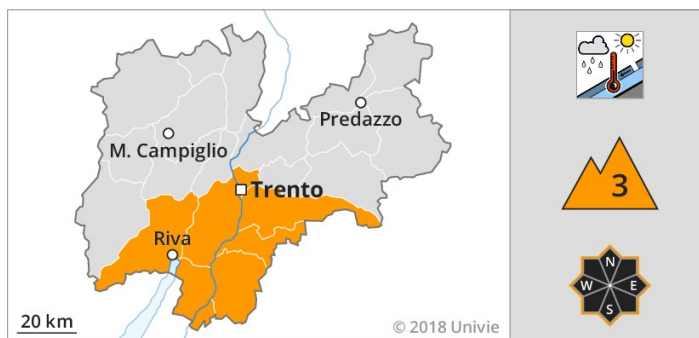 Predazzo
M. Campiglio
Trento
Riva
20 km
© 2018 Univie
3
N
W E
S